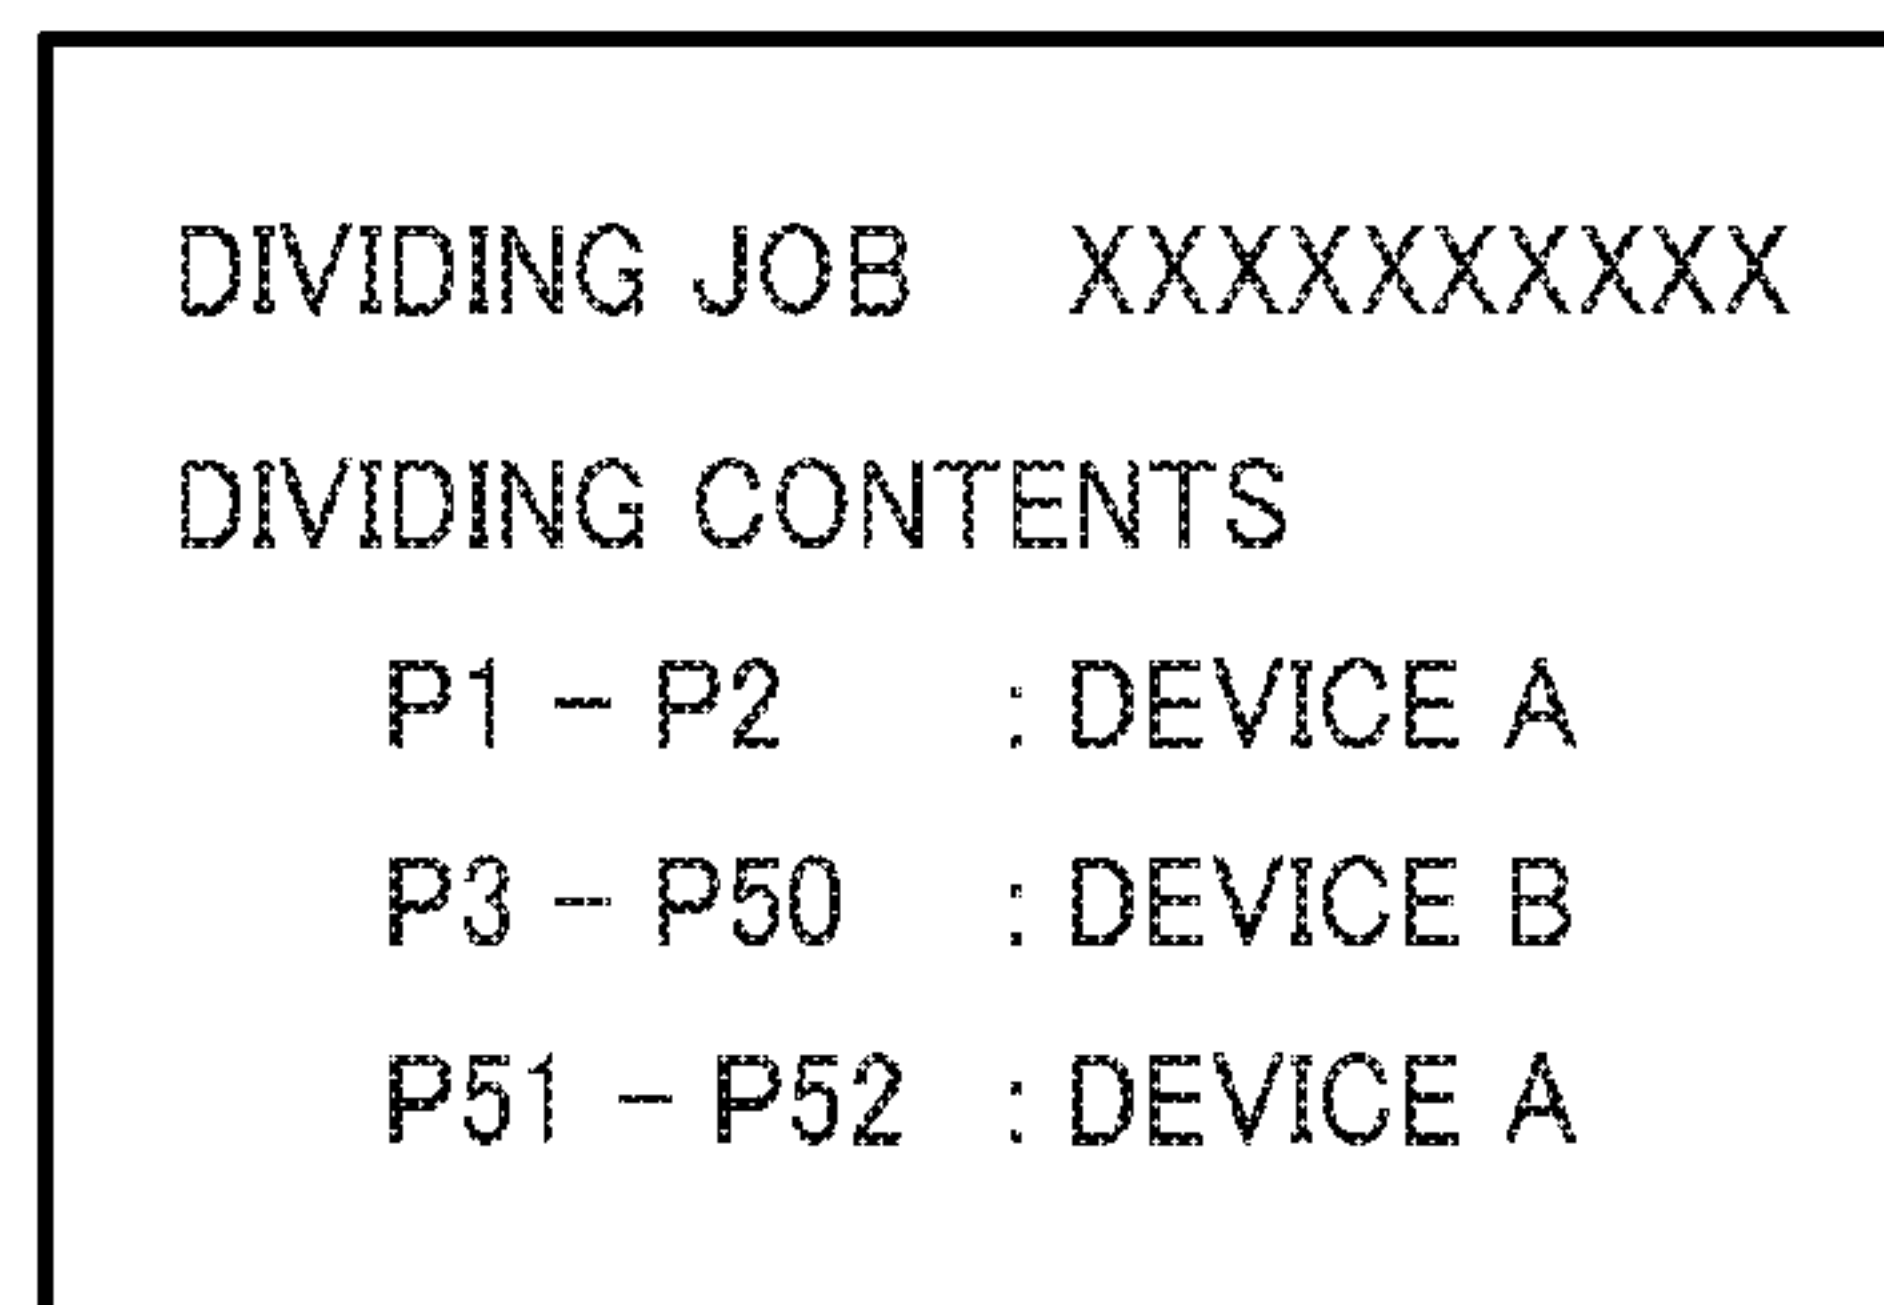 DIVIDING JOB XXXXXXXXXX
DIVIDING CONTENTS
P1 – P2 : DEVICE A
P3 – P50 : DEVICE B
P51 – P52 : DEVICE A